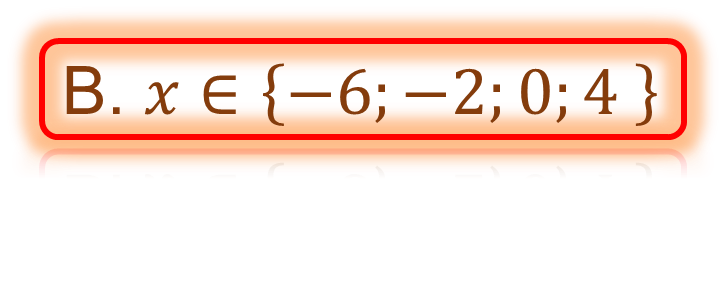 B. 𝑥 ∈ {−6; −2; 0; 4 }